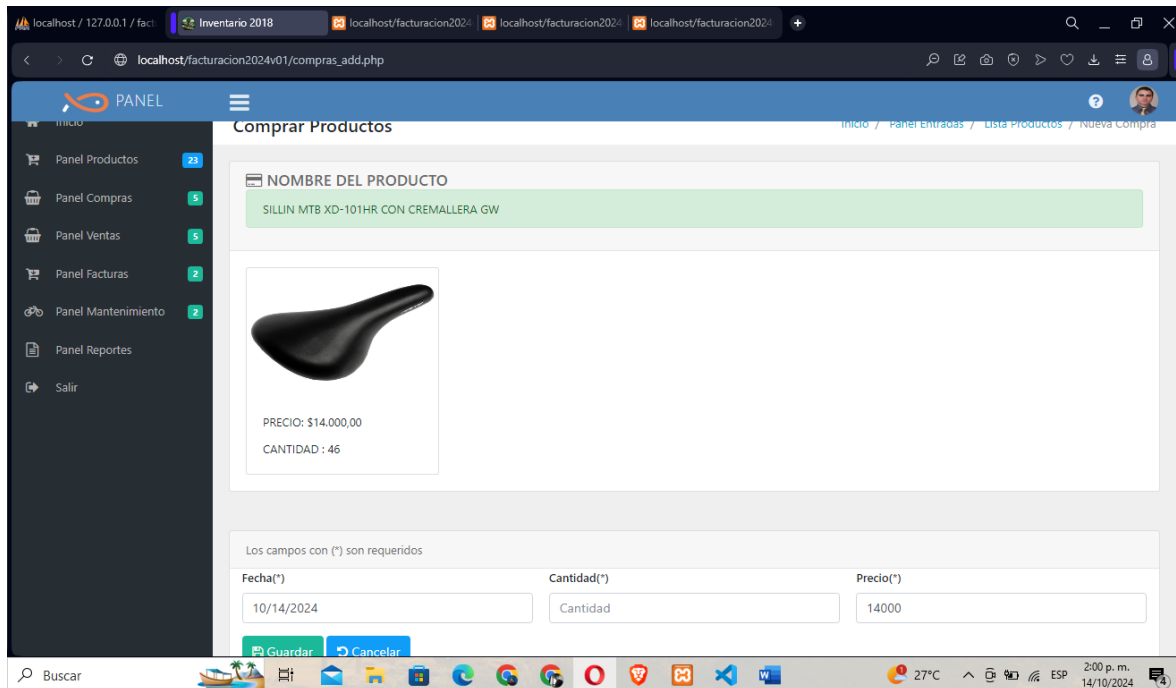 localhost / 127.0.0.1 / fact
Inventario 2018
localhost/facturacion2024
localhost/facturacion2024
localhost/facturacion2024
localhost/facturacion2024v01/compras_add.php
PANEL
Inicio
Panel Productos 23
Panel Compras 5
Panel Ventas 5
Panel Facturas 2
Panel Mantenimiento 2
Panel Reportes
Salir
Comprar Productos
Inicio / Panel Entradas / Lista Productos / Nueva Compra
NOMBRE DEL PRODUCTO
SILLIN MTB XD-101HR CON CREMALLERA GW
PRECIO: $14.000,00
CANTIDAD : 46
Los campos con (*) son requeridos
Fecha(*) Cantidad(*) Precio(*)
10/14/2024 Cantidad 14000
Guardar Cancelar
Buscar
27°C
ESP
2:00 p. m.
14/10/2024
4